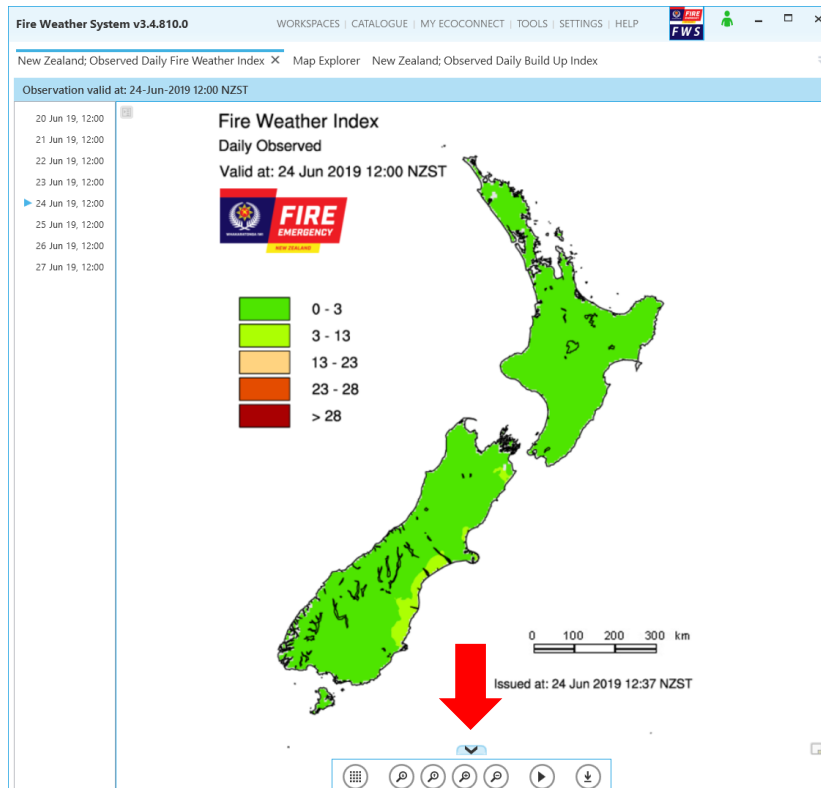 Fire Weather System v3.4.810.0
WORKSPACES | CATALOGUE | MY ECOCONNECT | TOOLS | SETTINGS | HELP
FIRE
FWS
New Zealand; Observed Daily Fire Weather Index
Map Explorer
New Zealand; Observed Daily Build Up Index
Observation valid at: 24-Jun-2019 12:00 NZST
20 Jun 19, 12:00
21 Jun 19, 12:00
22 Jun 19, 12:00
23 Jun 19, 12:00
24 Jun 19, 12:00
25 Jun 19, 12:00
26 Jun 19, 12:00
27 Jun 19, 12:00
Fire Weather Index
Daily Observed
Valid at: 24 Jun 2019 12:00 NZST
FIRE
EMERGENCY
NEW ZEALAND
0 - 3
3 - 13
13 - 23
23 - 28
> 28
0 100 200 300 km
Issued at: 24 Jun 2019 12:37 NZST